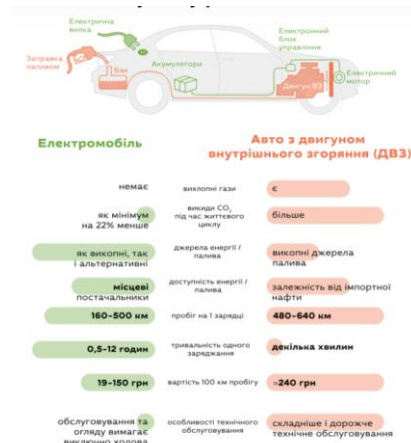 Електрична
вилка
Заправка
паливом
Бак
Акумулятори
Електронний
блок
управління
Двигун ВЗ
Електричний
мотор
Електромобіль
Авто з двигуном
внутрішнього згоряння (ДВЗ)
немає
вихлопні гази
є
як мінімум
на 22% менше
викиди CO₂
під час життєвого
циклу
більше
як викопні, так
і альтернативні
джерела енергії /
палива
викопні джерела
палива
місцеві
постачальники
доступність енергії /
палива
залежність від імпортної
нафти
160-500 км
пробіг на 1 зарядці
480-640 км
0,5-12 годин
тривальність одного
заряджання
декілька хвилин
19-150 грн
вартість 100 км пробігу
≈240 грн
обслуговування та
огляду вимагає
виключно ходова
особливості технічного
обслуговування
складніше і дорожче
технічне обслуговування